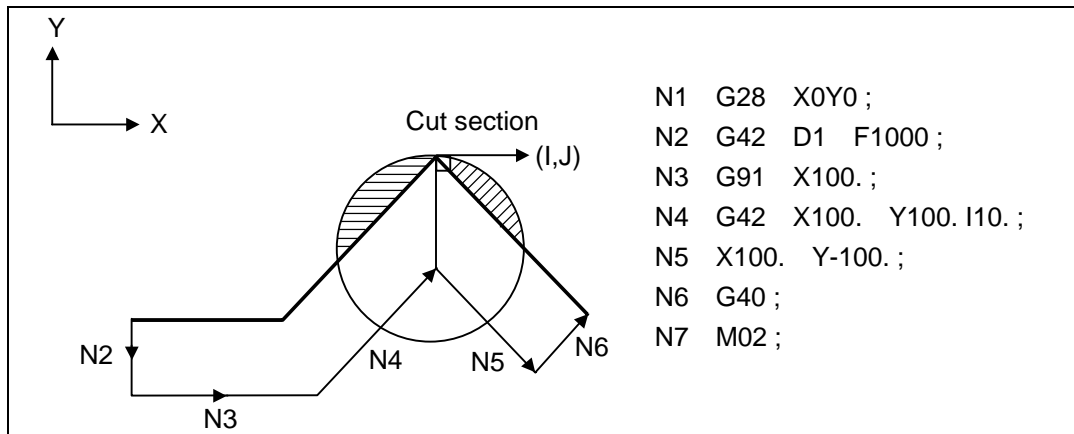 Y
X
Cut section
(I,J)
N2
N3
N4
N5
N6
N1 G28 X0Y0 ;
N2 G42 D1 F1000 ;
N3 G91 X100. ;
N4 G42 X100. Y100. I10. ;
N5 X100. Y-100. ;
N6 G40 ;
N7 M02 ;